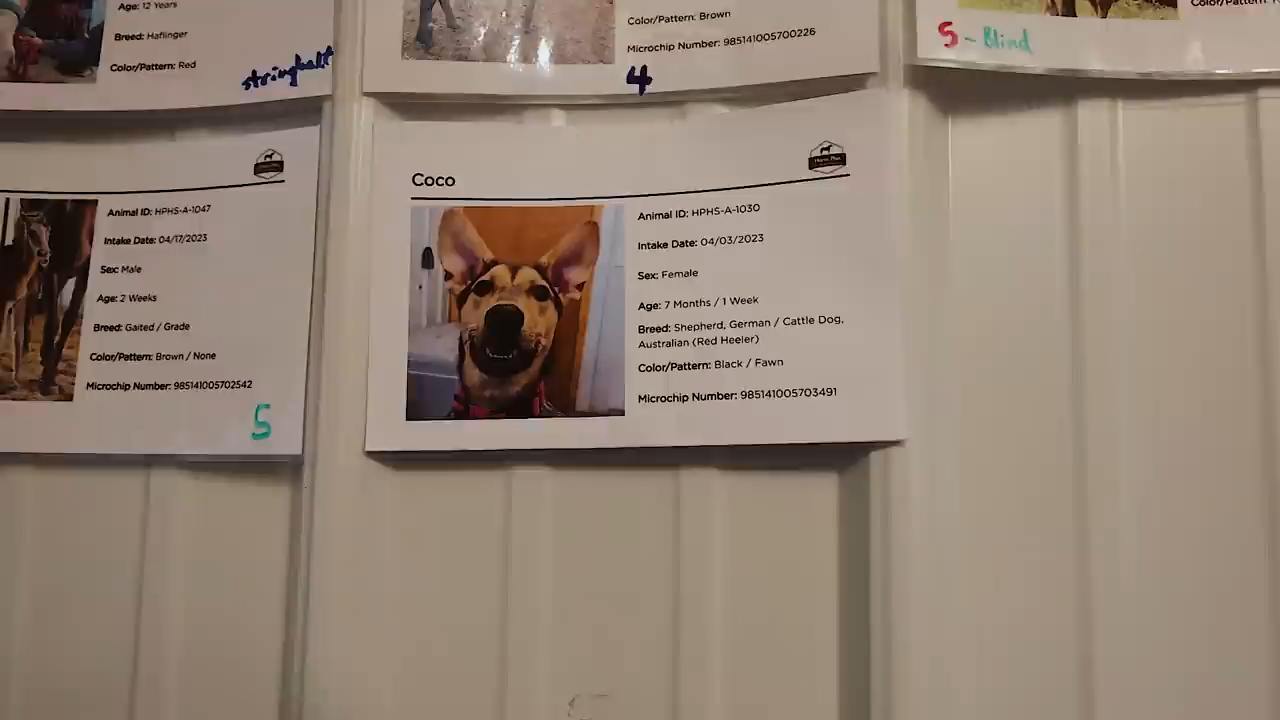 Age: 12 Years
Breed: Haflinger
Color/Pattern: Red
stringhalt
Color/Pattern: Brown
Microchip Number: 985141005700226
4
Color/Pattern:
S - Blind
Animal ID: HPHS-A-1047
Intake Date: 04/17/2023
Sex: Male
Age: 2 Weeks
Breed: Gaited / Grade
Color/Pattern: Brown / None
Microchip Number: 985141005702542
5
Coco
Animal ID: HPHS-A-1030
Intake Date: 04/03/2023
Sex: Female
Age: 7 Months / 1 Week
Breed: Shepherd, German / Cattle Dog,
Australian (Red Heeler)
Color/Pattern: Black / Fawn
Microchip Number: 985141005703491